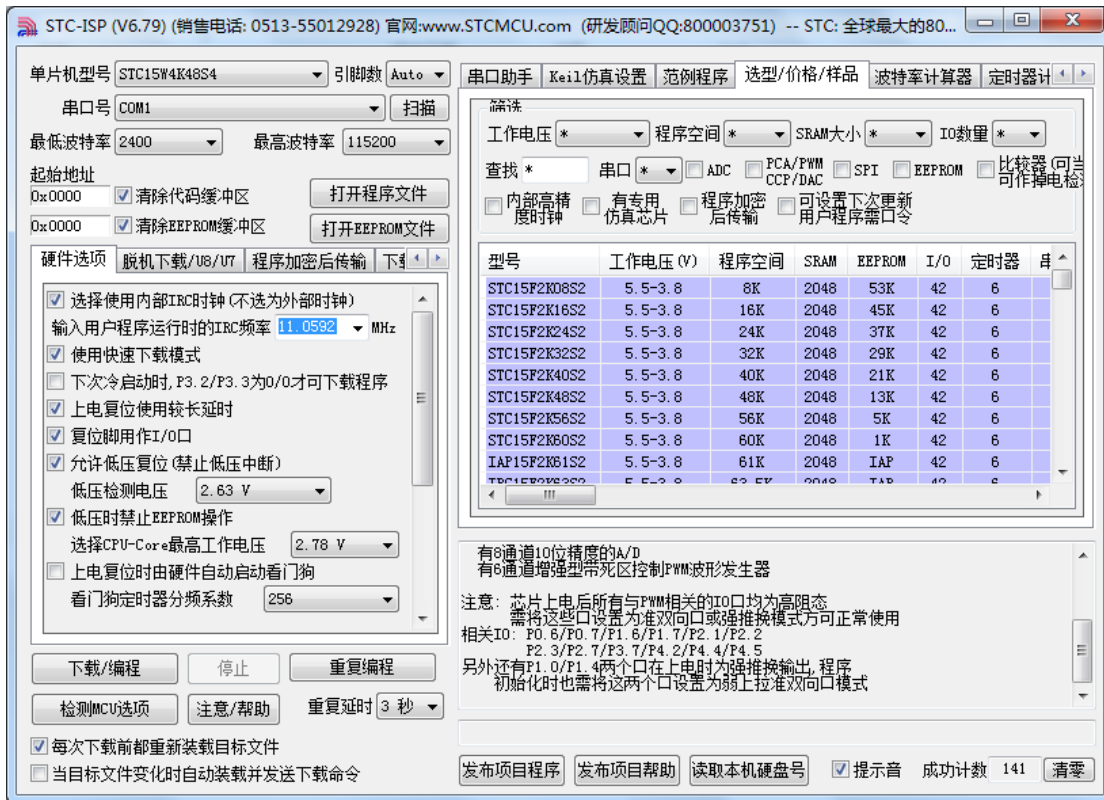 STC-ISP (V6.79) (销售电话: 0513-55012928) 官网:www.STCMCU.com (研发顾问QQ:800003751) -- STC: 全球最大的80...
单片机型号 STC15W4K48S4 引脚数 Auto
串口号 COM1 扫描
最低波特率 2400 最高波特率 115200
起始地址
0x0000 清除代码缓冲区 打开程序文件
0x0000 清除EEPROM缓冲区 打开EEPROM文件
硬件选项 脱机下载/U8/U7 程序加密后传输
选择使用内部IRC时钟(不选为外部时钟)
输入用户程序运行时的IRC频率 11.0592 MHz
使用快速下载模式
下次冷启动时,P3.2/P3.3为0/0才可下载程序
上电复位使用较长延时
复位脚用作I/O口
允许低压复位(禁止低压中断)
低压检测电压 2.63 V
低压时禁止EEPROM操作
选择CPU-Core最高工作电压 2.78 V
上电复位时由硬件自动启动看门狗
看门狗定时器分频系数 256
下载/编程 停止 重复编程
检测MCU选项 注意/帮助 重复延时 3 秒
每次下载前都重新装载目标文件
当目标文件变化时自动装载并发送下载命令
串口助手 Keil仿真设置 范例程序 选型/价格/样品 波特率计算器 定时器计
筛选
工作电压 * 程序空间 * SRAM大小 * IO数量 *
查找 * 串口 * ADC PCA/PWM CCP/DAC SPI EEPROM 比较器(可当 可作掉电检
内部高精度时钟 有专用仿真芯片 程序加密后传输 可设置下次更新用户程序需口令
型号 工作电压(V) 程序空间 SRAM EEPROM I/O 定时器
STC15F2K08S2 5.5-3.8 8K 2048 53K 42 6
STC15F2K16S2 5.5-3.8 16K 2048 45K 42 6
STC15F2K24S2 5.5-3.8 24K 2048 37K 42 6
STC15F2K32S2 5.5-3.8 32K 2048 29K 42 6
STC15F2K40S2 5.5-3.8 40K 2048 21K 42 6
STC15F2K48S2 5.5-3.8 48K 2048 13K 42 6
STC15F2K56S2 5.5-3.8 56K 2048 5K 42 6
STC15F2K60S2 5.5-3.8 60K 2048 1K 42 6
IAP15F2K61S2 5.5-3.8 61K 2048 IAP 42 6
有8通道10位精度的A/D
有6通道增强型带死区控制PWM波形发生器
注意: 芯片上电后所有与PWM相关的IO口均为高阻态
需将这些口设置为准双向口或强推挽模式方可正常使用
相关IO: P0.6/P0.7/P1.6/P1.7/P2.1/P2.2
P2.3/P2.7/P3.7/P4.2/P4.4/P4.5
另外还有P1.0/P1.4两个口在上电时为强推挽输出,程序
初始化时也需将这两个口设置为弱上拉准双向口模式
发布项目程序 发布项目帮助 读取本机硬盘号 提示音 成功计数 141 清零